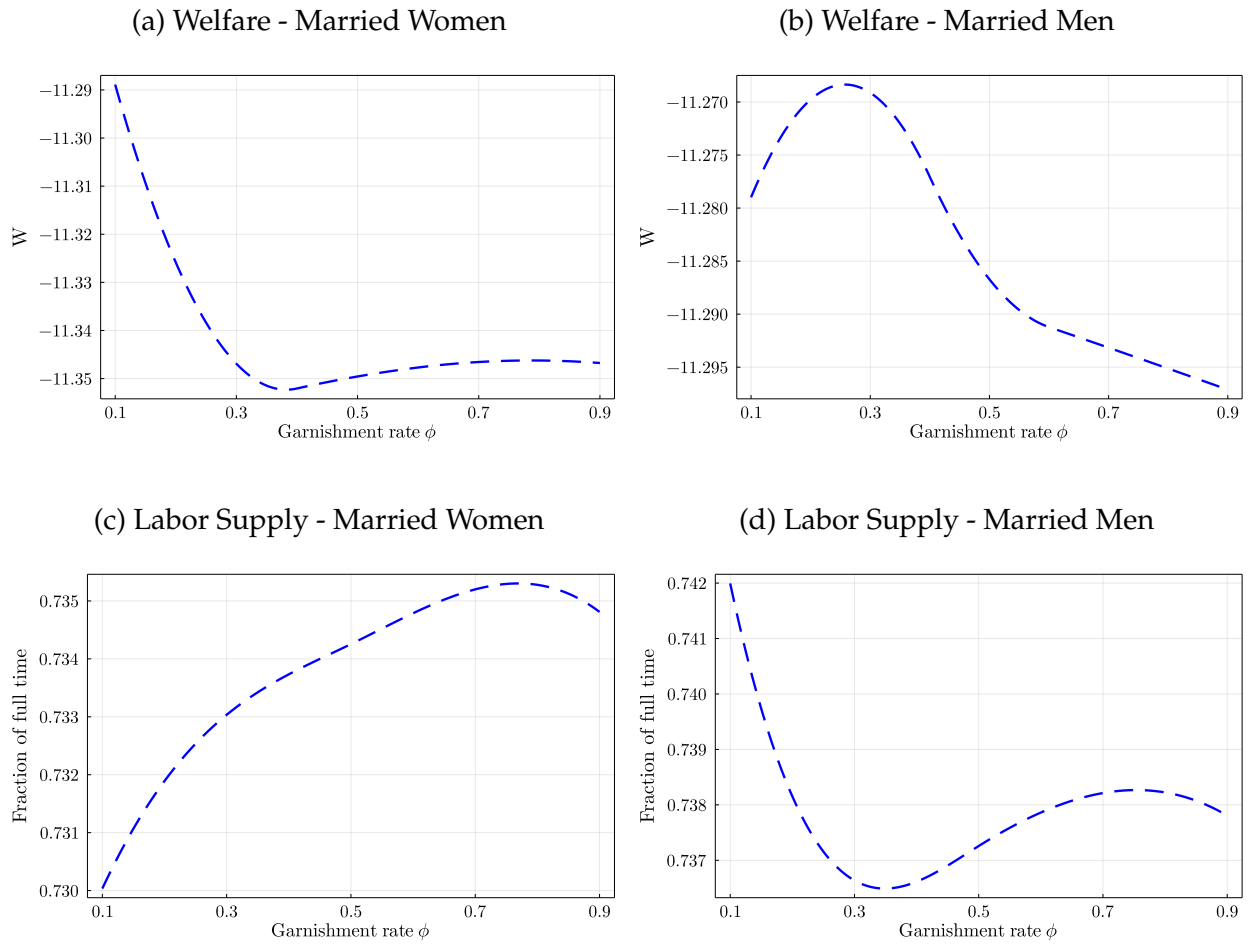 (a) Welfare - Married Women
W
−11.29
−11.30
−11.31
−11.32
−11.33
−11.34
−11.35
0.1 0.3 0.5 0.7 0.9
Garnishment rate ϕ
(b) Welfare - Married Men
W
−11.270
−11.275
−11.280
−11.285
−11.290
−11.295
0.1 0.3 0.5 0.7 0.9
Garnishment rate ϕ
(c) Labor Supply - Married Women
Fraction of full time
0.735
0.734
0.733
0.732
0.731
0.730
0.1 0.3 0.5 0.7 0.9
Garnishment rate ϕ
(d) Labor Supply - Married Men
Fraction of full time
0.742
0.741
0.740
0.739
0.738
0.737
0.1 0.3 0.5 0.7 0.9
Garnishment rate ϕ